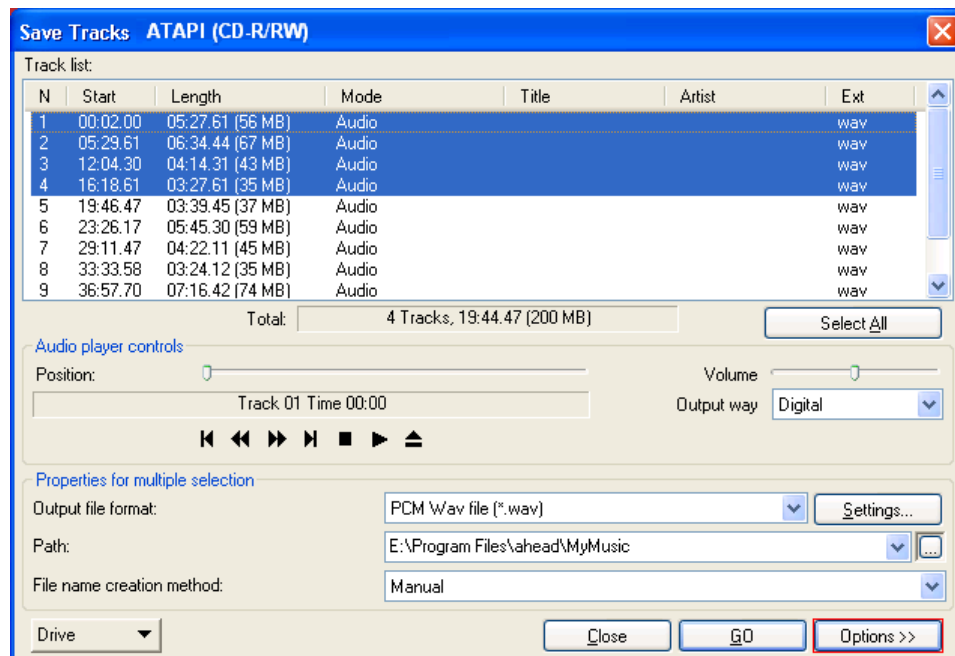 Save Tracks ATAPI (CD-R/RW)
Track list:
N Start Length Mode Title Artist Ext
1 00:02.00 05:27.61 (56 MB) Audio wav
2 05:29.61 06:34.44 (67 MB) Audio wav
3 12:04.30 04:14.31 (43 MB) Audio wav
4 16:18.61 03:27.61 (35 MB) Audio wav
5 19:46.47 03:39.45 (37 MB) Audio wav
6 23:26.17 05:45.30 (59 MB) Audio wav
7 29:11.47 04:22.11 (45 MB) Audio wav
8 33:33.58 03:24.12 (35 MB) Audio wav
9 36:57.70 07:16.42 (74 MB) Audio wav
Total: 4 Tracks, 19:44.47 (200 MB) Select All
Audio player controls
Position: Volume
Track 01 Time 00:00 Output way Digital
Properties for multiple selection
Output file format: PCM Wav file (*.wav) Settings...
Path: E:\Program Files\ahead\MyMusic ...
File name creation method: Manual
Drive Close GO Options >>